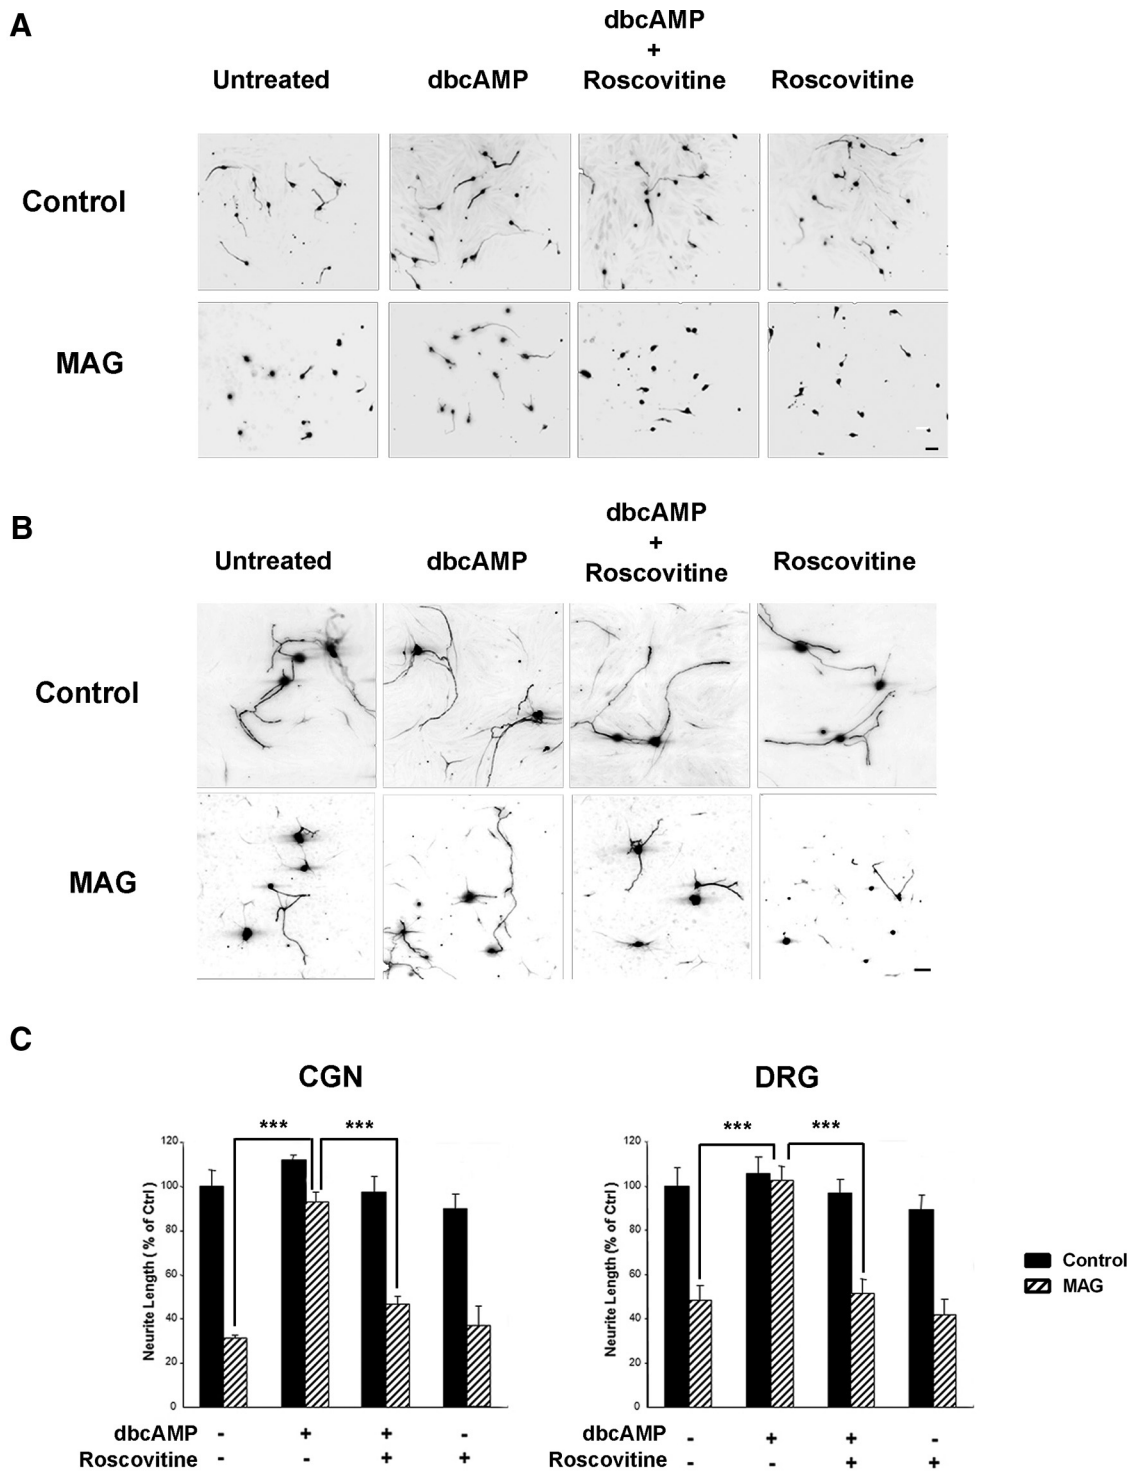 A
dbcAMP
+
Untreated dbcAMP Roscovitine Roscovitine
Control
MAG
B
dbcAMP
+
Untreated dbcAMP Roscovitine Roscovitine
Control
MAG
C
CGN DRG
*** *** *** ***
120 120
100 100
80 80
60 60
40 40
20 20
0 0
Neurite Length ( % of Ctrl )
Neurite Length (% of Ctrl )
Control
MAG
dbcAMP - + + - dbcAMP - + + -
Roscovitine - - + + Roscovitine - - + +